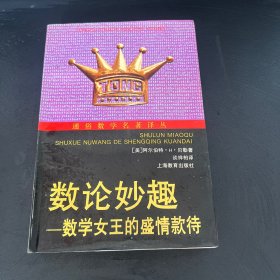 TONG
通俗数学名著译丛
SHULUN MIAOQU
SHUXUE NUWANG DE SHENGQING KUANDAI
[美]阿尔伯特·H·贝勒著
谈祥柏译
上海教育出版社
数论妙趣
—数学女王的盛情款待